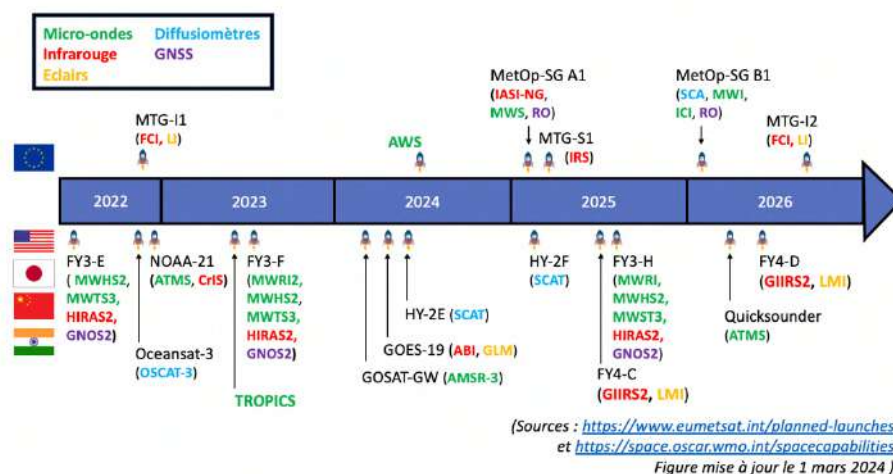 Micro-ondes Diffusiomètres
Infrarouge GNSS
Eclairs
MTG-I1
(FCI, LI)
AWS
MetOp-SG A1
(IASI-NG,
MWS, RO)
MTG-S1
(IRS)
MetOp-SG B1
(SCA, MWI,
ICI, RO)
MTG-I2
(FCI, LI)
2022 2023 2024 2025 2026
FY3-E
( MWHS2,
MWTS3,
HIRAS2,
GNOS2)
NOAA-21
(ATMS, CrIS)
Oceansat-3
(OSCAT-3)
FY3-F
(MWRI2,
MWHS2,
MWTS3,
HIRAS2,
GNOS2)
TROPICS
HY-2E (SCAT)
GOES-19 (ABI, GLM)
GOSAT-GW (AMSR-3)
HY-2F
(SCAT)
FY3-H
(MWRI,
MWHS2,
MWST3,
HIRAS2,
GNOS2)
FY4-C
(GIIRS2, LMI)
FY4-D
(GIIRS2, LMI)
Quicksounder
(ATMS)
(Sources : https://www.eumetsat.int/planned-launches
et https://space.oscar.wmo.int/spacecapabilities
Figure mise à jour le 1 mars 2024 )